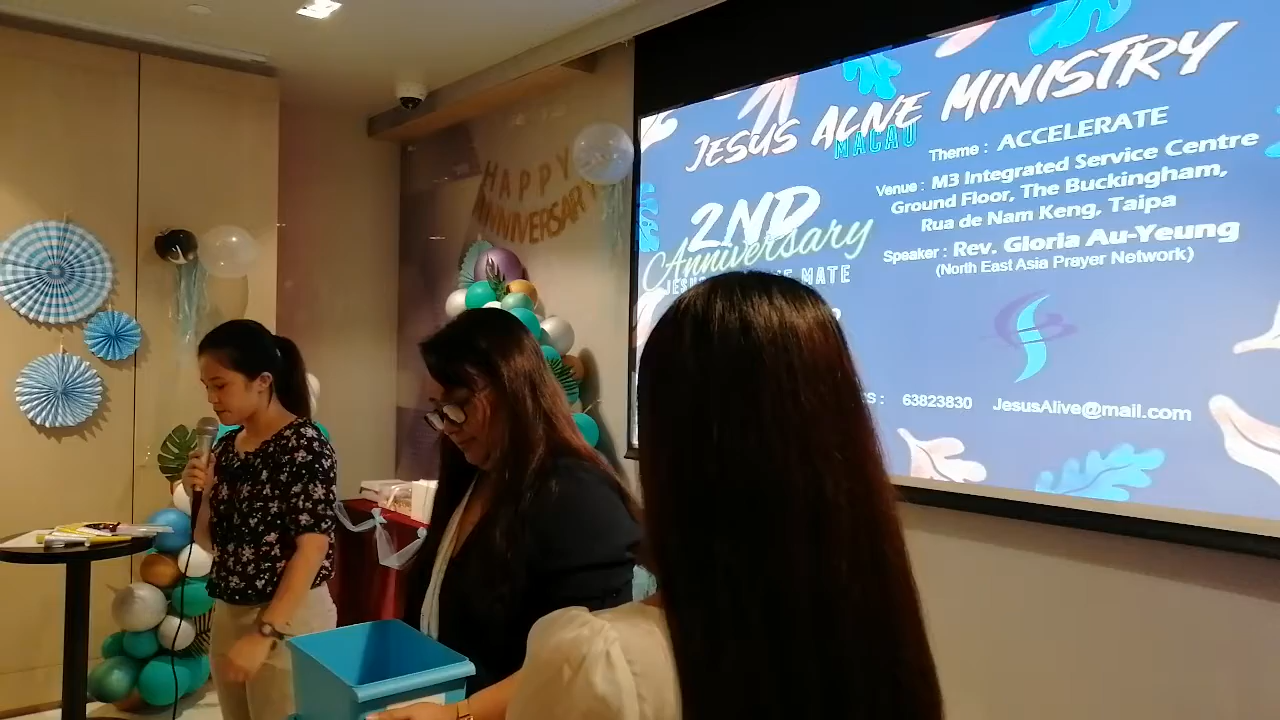 HAPPY
ANNIVERSARY
JESUS ALIVE MINISTRY
MACAU
Theme : ACCELERATE
Venue : M3 Integrated Service Centre
Ground Floor, The Buckingham,
Rua de Nam Keng, Taipa
2ND
Anniversary
Speaker : Rev. Gloria Au-Yeung
(North East Asia Prayer Network)
MATE
63823830 JesusAlive@mail.com